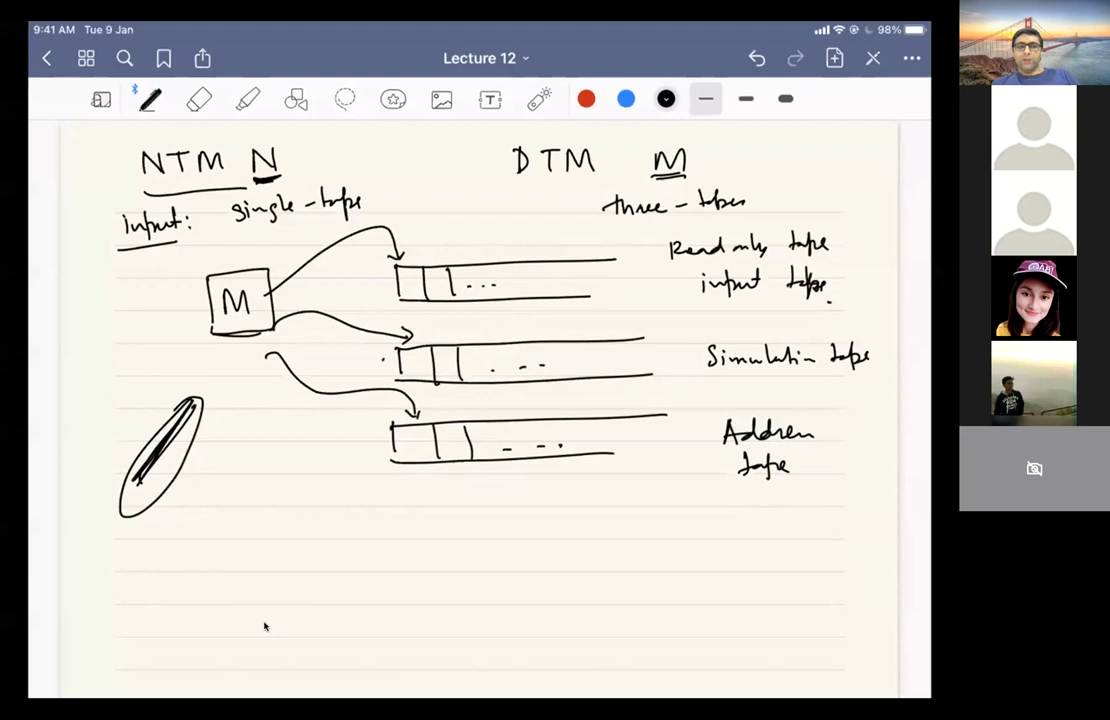 9:41 AM Tue 9 Jan
98%
Lecture 12
NTM N
DTM M
Input: single-tape
three-tapes
Read only tape
input tape.
M
Simulation tape
Address
tape